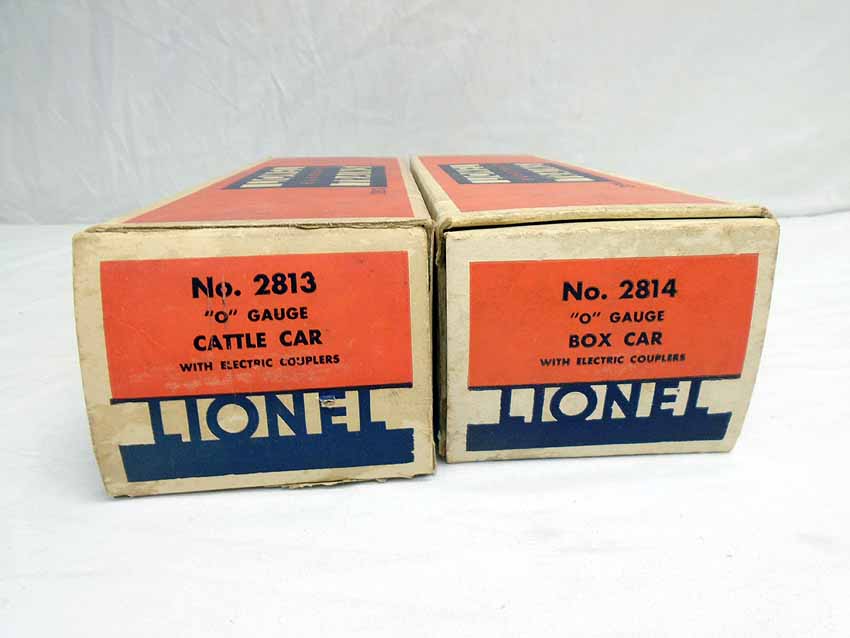 No. 2813
"O" GAUGE
CATTLE CAR
WITH ELECTRIC COUPLERS
LIONEL
No. 2814
"O" GAUGE
BOX CAR
WITH ELECTRIC COUPLERS
LIONEL